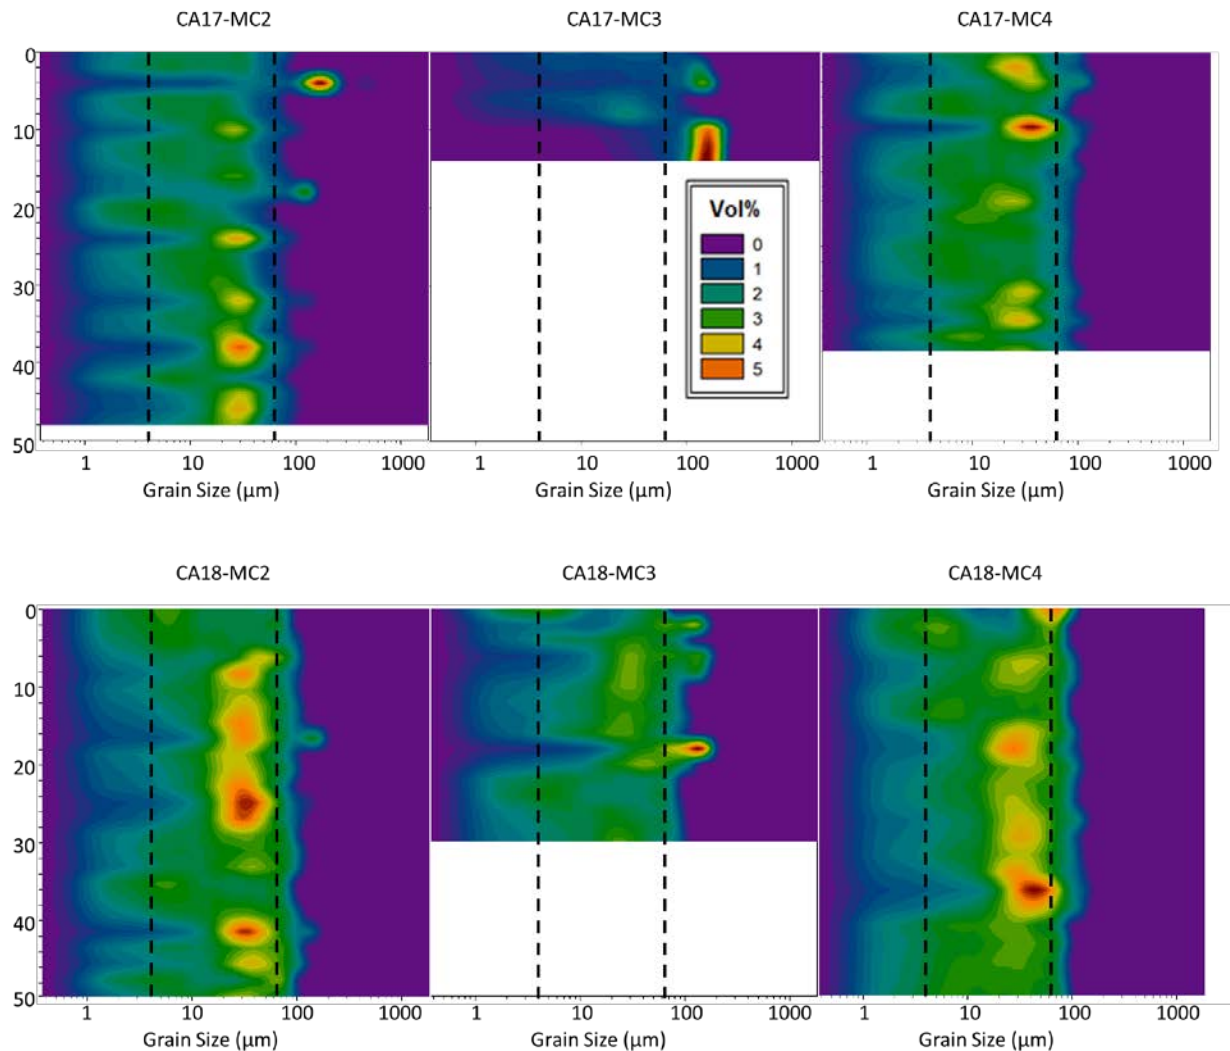 CA17-MC2 CA17-MC3 CA17-MC4
0
10
20
30
40
50
Vol%
0
1
2
3
4
5
1 10 100 1000 1 10 100 1000 1 10 100 1000
Grain Size (µm) Grain Size (µm) Grain Size (µm)
CA18-MC2 CA18-MC3 CA18-MC4
0
10
20
30
40
50
1 10 100 1000 1 10 100 1000 1 10 100 1000
Grain Size (µm) Grain Size (µm) Grain Size (µm)